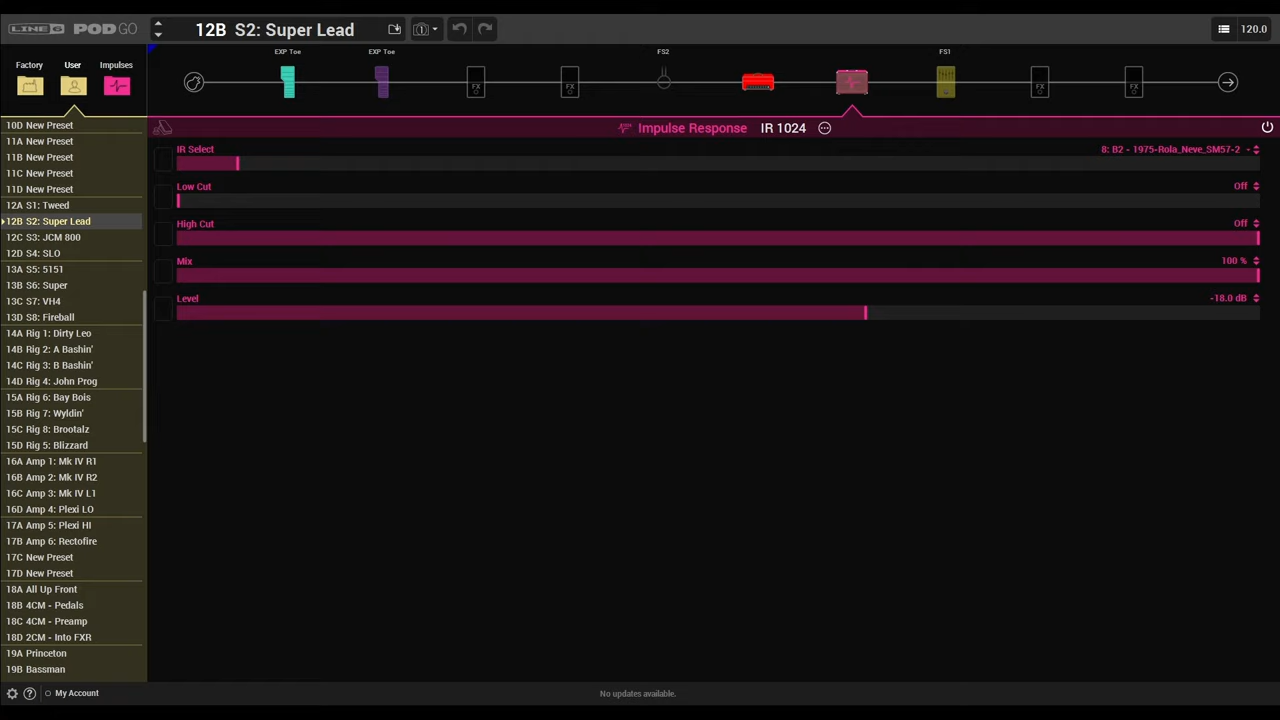 LINE 6 POD GO
12B S2: Super Lead
1
120.0
Factory User Impulses
EXP Toe EXP Toe FS2 FS1
FX FX FX FX
10D New Preset
11A New Preset
11B New Preset
11C New Preset
11D New Preset
12A S1: Tweed
12B S2: Super Lead
12C S3: JCM 800
12D S4: SLO
13A S5: 5151
13B S6: Super
13C S7: VH4
13D S8: Fireball
14A Rig 1: Dirty Leo
14B Rig 2: A Bashin'
14C Rig 3: B Bashin'
14D Rig 4: John Prog
15A Rig 6: Bay Bois
15B Rig 7: Wyldin'
15C Rig 8: Brootalz
15D Rig 5: Blizzard
16A Amp 1: Mk IV R1
16B Amp 2: Mk IV R2
16C Amp 3: Mk IV L1
16D Amp 4: Plexi LO
17A Amp 5: Plexi HI
17B Amp 6: Rectofire
17C New Preset
17D New Preset
18A All Up Front
18B 4CM - Pedals
18C 4CM - Preamp
18D 2CM - Into FXR
19A Princeton
19B Bassman
Impulse Response IR 1024
IR Select 8: B2 - 1975-Rola_Neve_SM57-2
Low Cut Off
High Cut Off
Mix 100 %
Level -18.0 dB
? My Account
No updates available.